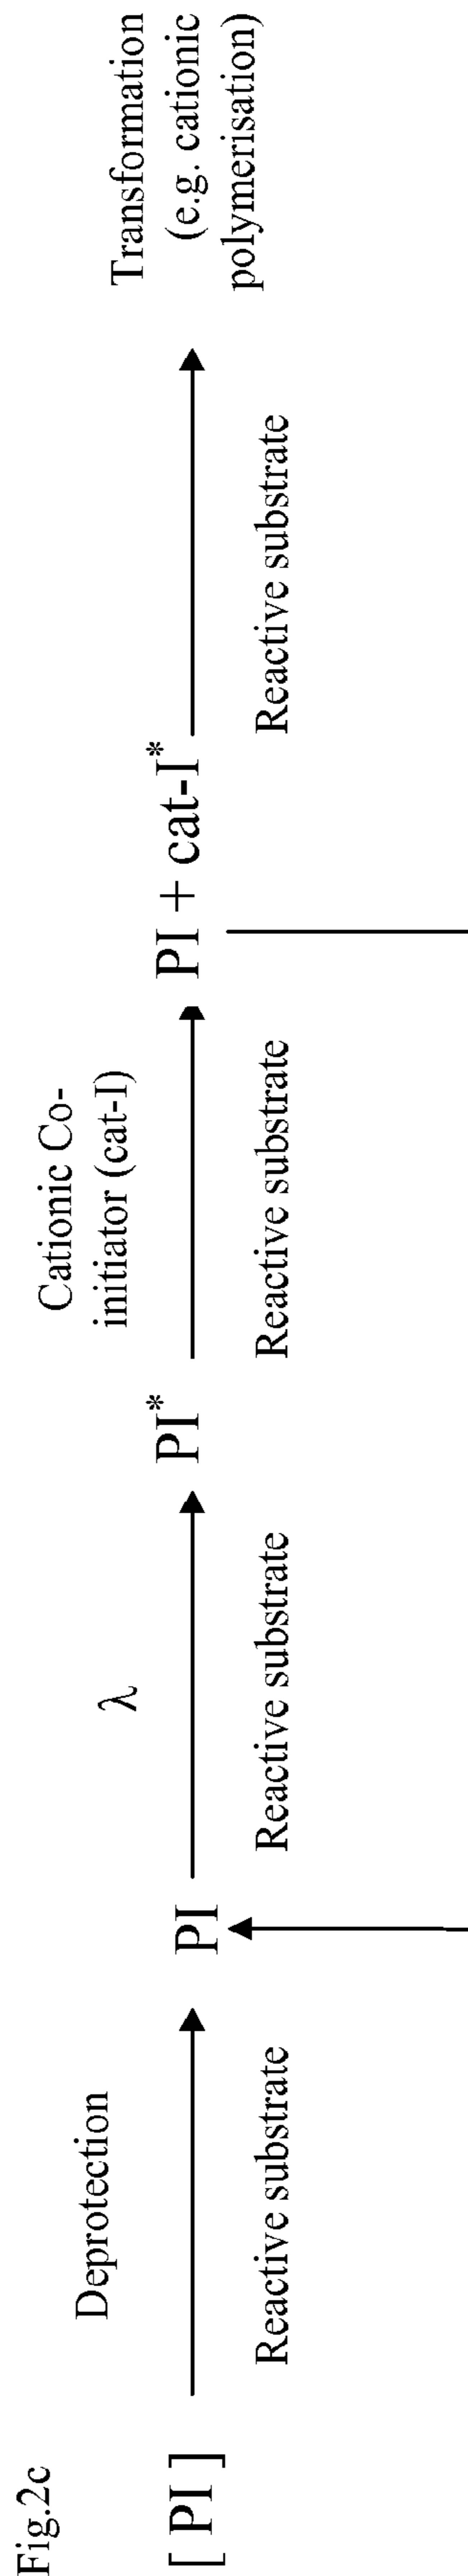 Fig.2c
Deprotection
λ
Cationic Co-
initiator (cat-I)
Transformation
(e.g. cationic
polymerisation)
[ PI ]
PI
PI*
PI + cat-I*
Reactive substrate
Reactive substrate
Reactive substrate
Reactive substrate